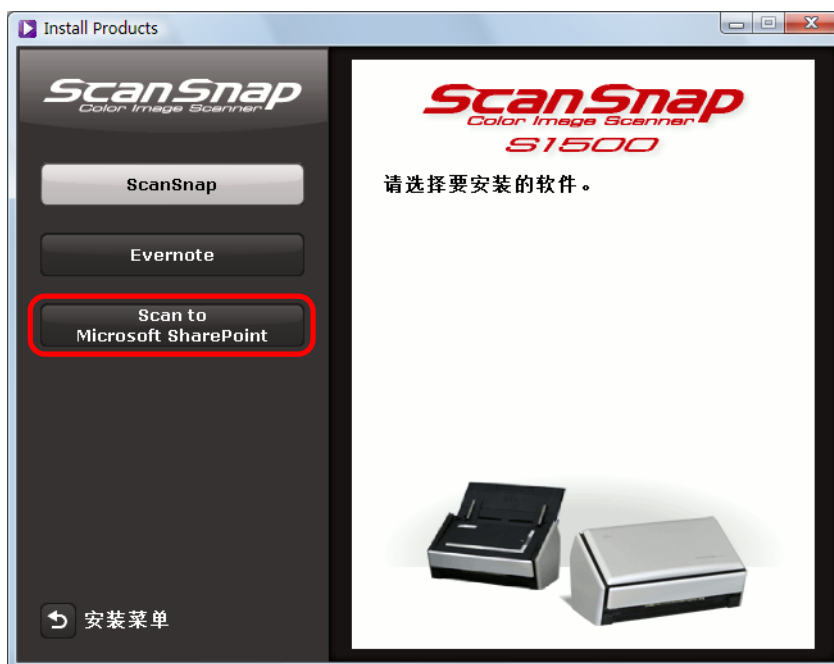 Install Products
ScanSnap
Color Image Scanner
ScanSnap
Evernote
Scan to
Microsoft SharePoint
安装菜单
ScanSnap
Color Image Scanner
S1500
请选择要安装的软件。